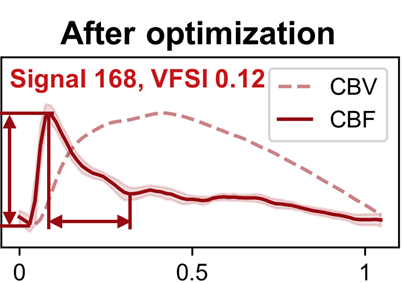 After optimization
Signal 168, VFSI 0.12
CBV
CBF
0 0.5 1